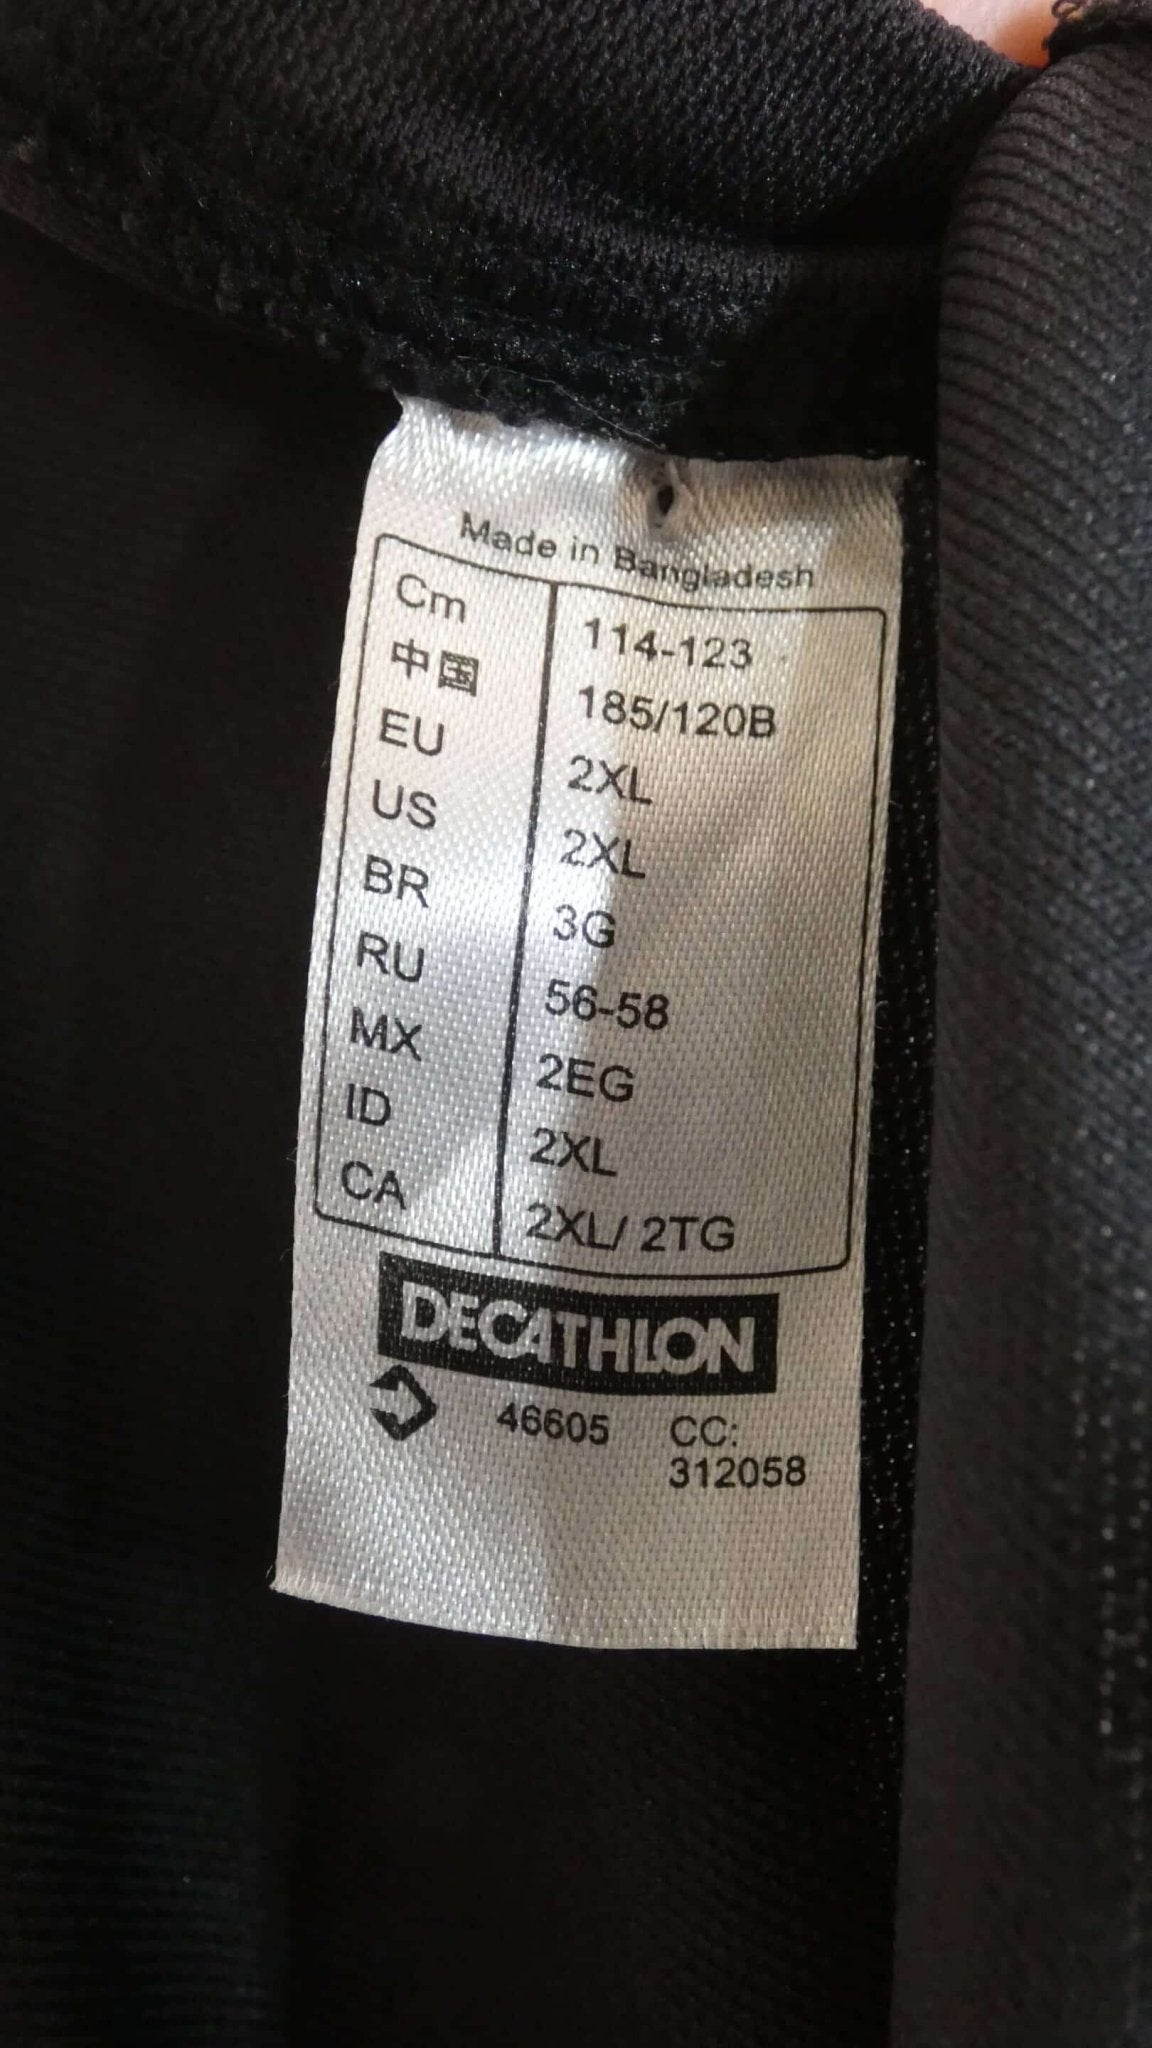 Made in Bangladesh
Cm 114-123
中国 185/120B
EU 2XL
US 2XL
BR 3G
RU 56-58
MX 2EG
ID 2XL
CA 2XL/ 2TG
DECATHLON
46605 CC:
312058